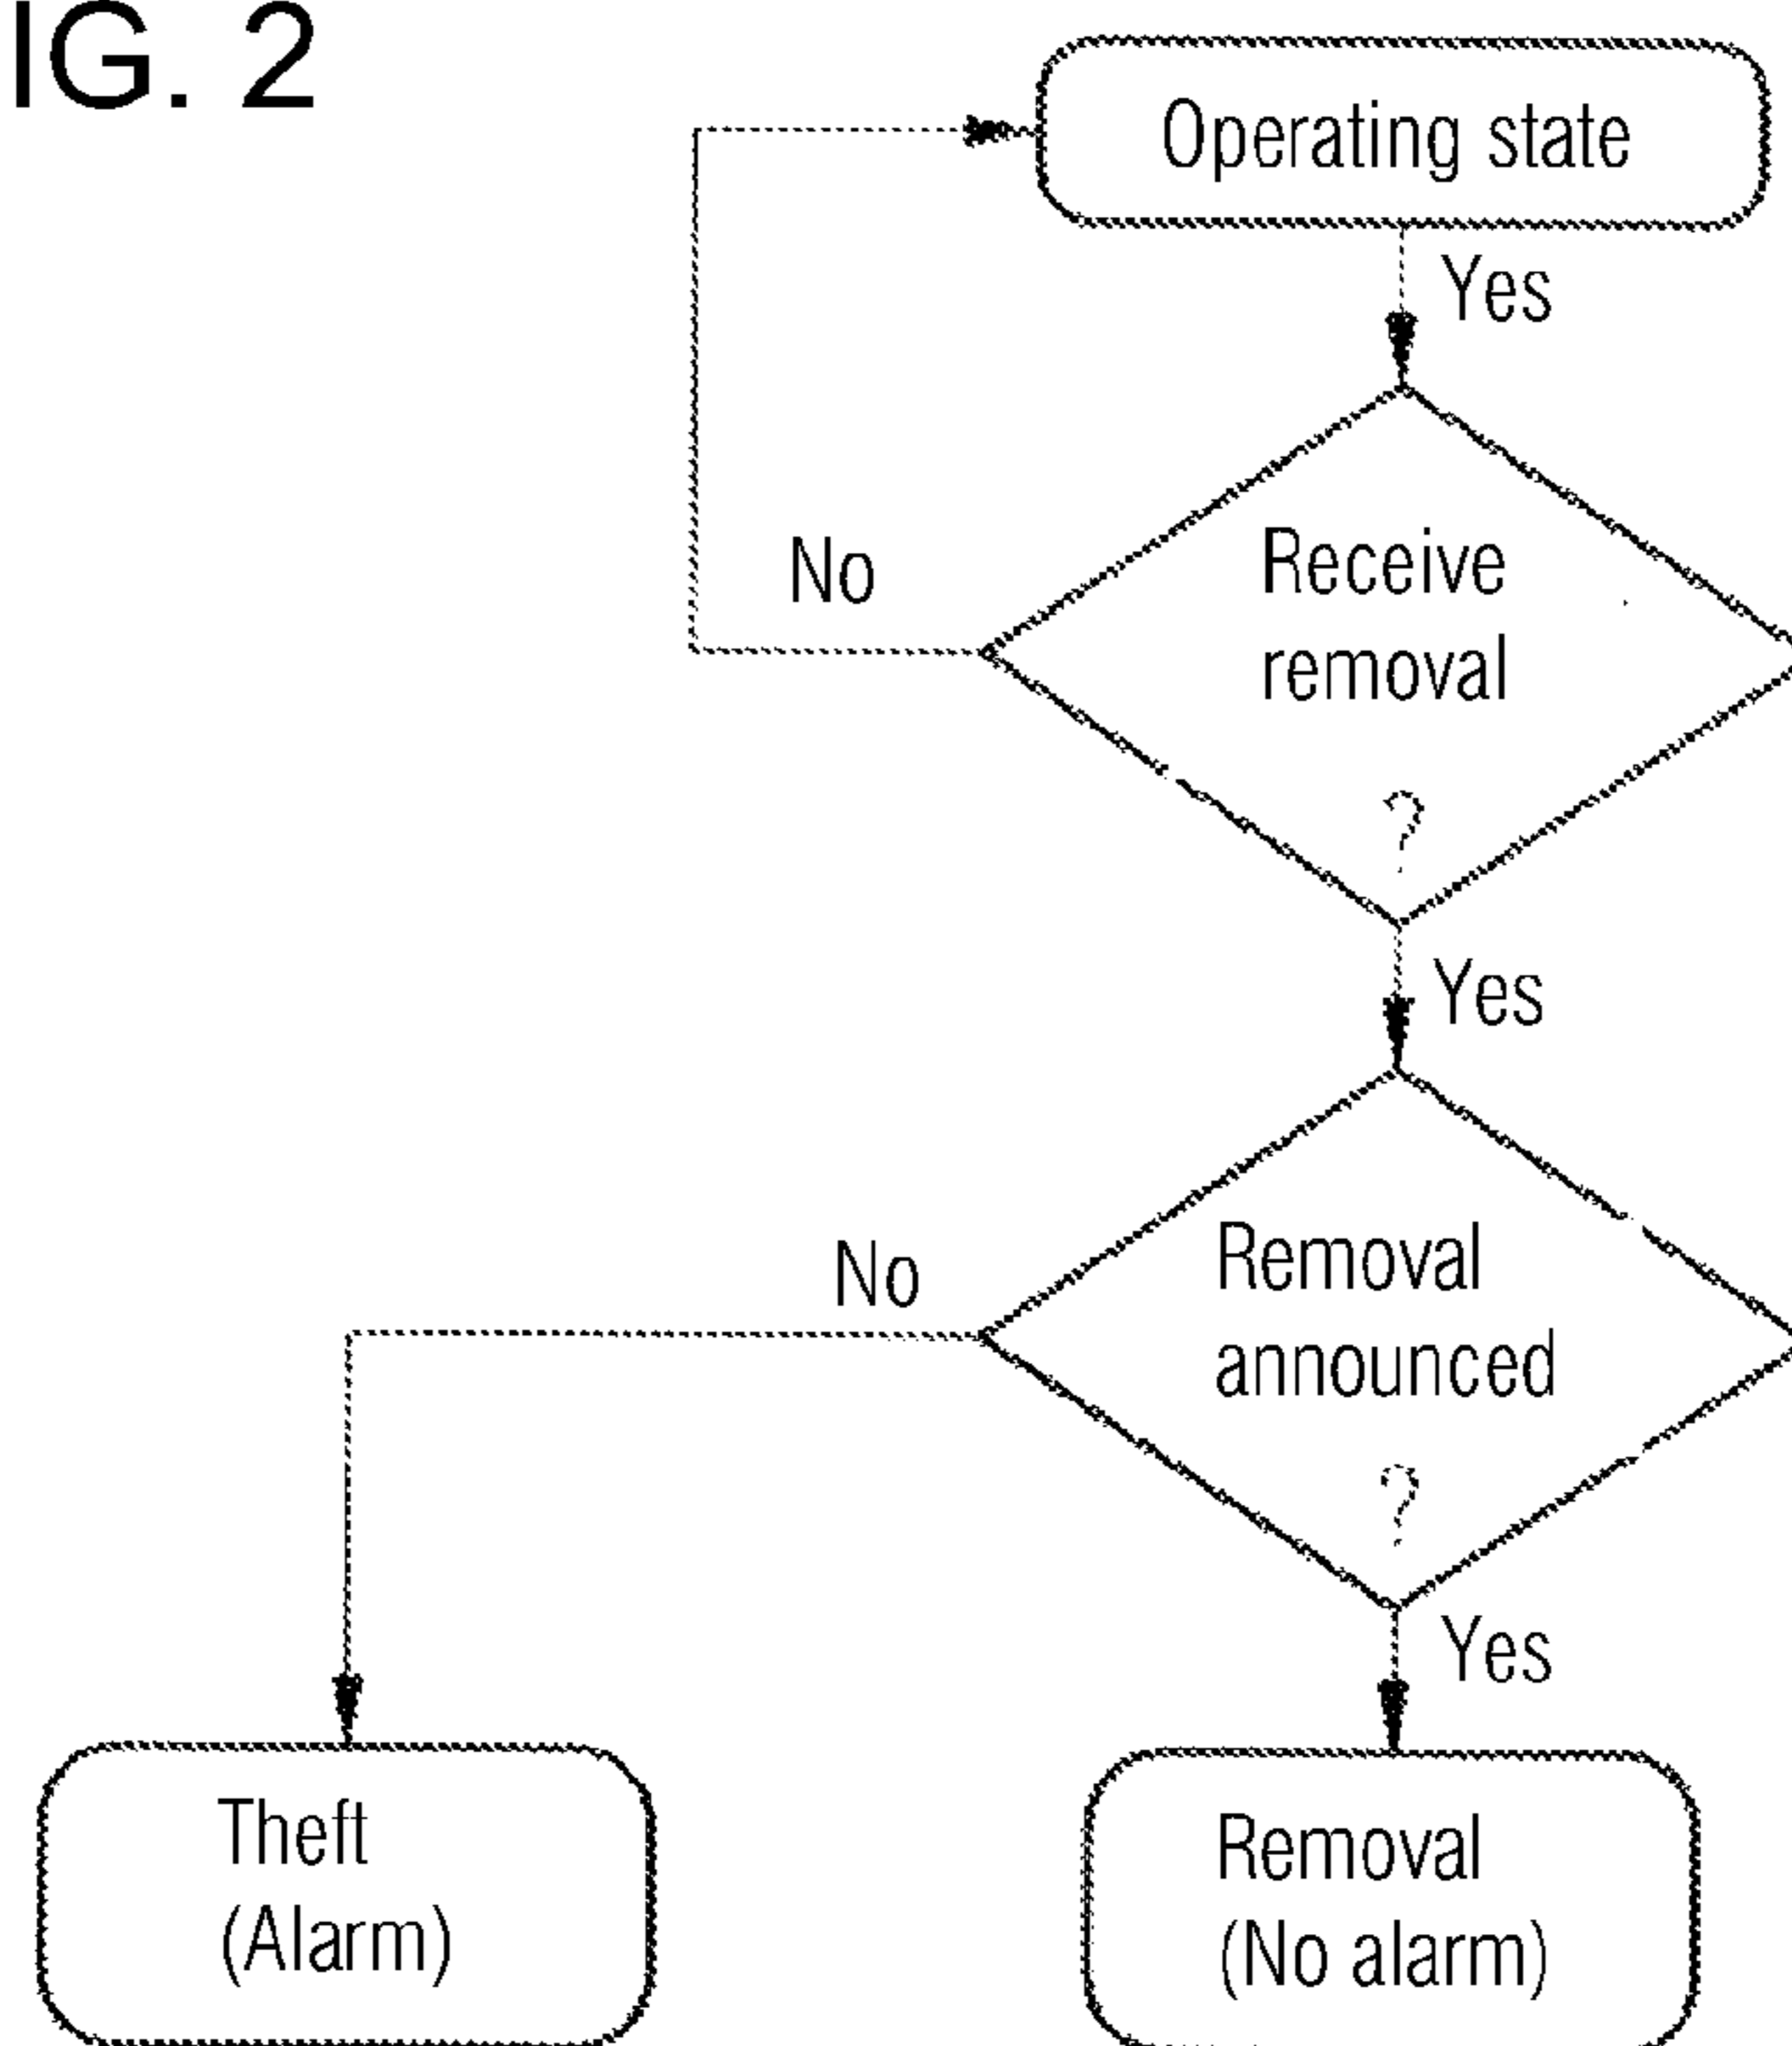 IG. 2
Operating state
Yes
No
Receive
removal
?
Yes
No
Removal
announced
?
Yes
Theft
(Alarm)
Removal
(No alarm)